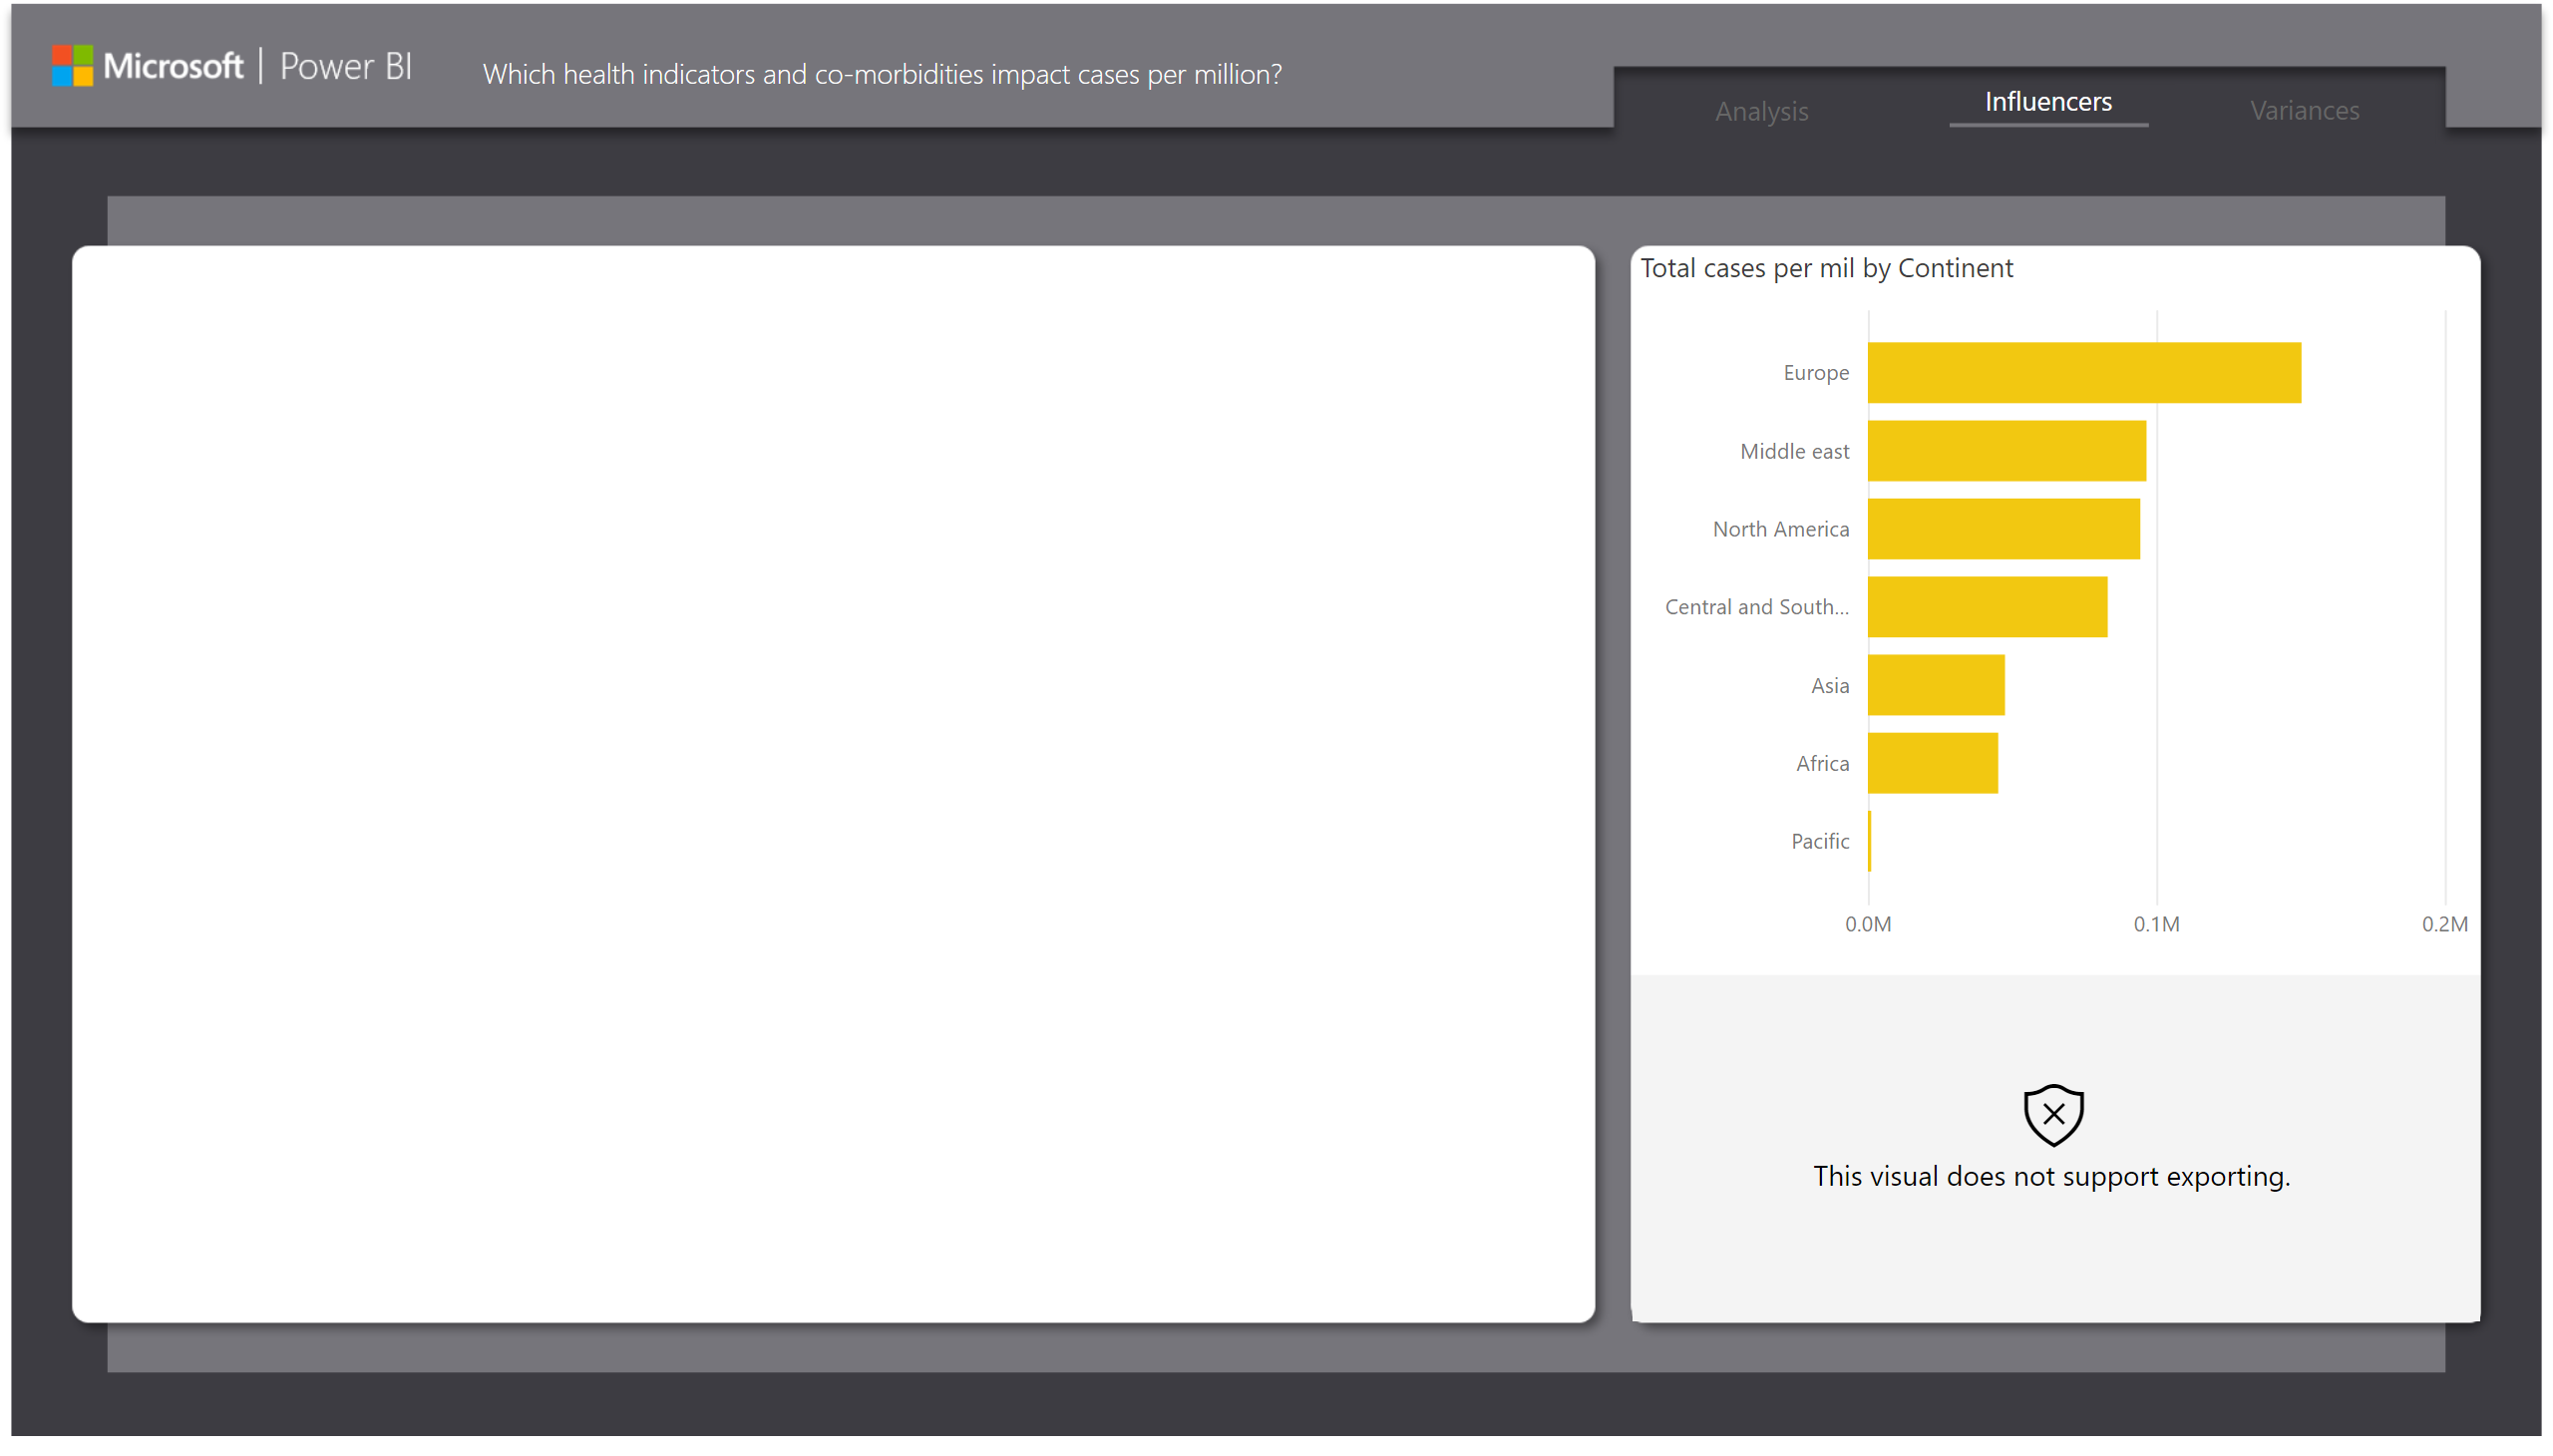 Microsoft | Power BI
Which health indicators and co-morbidities impact cases per million?
Analysis
Influencers
Variances
Total cases per mil by Continent
Europe
Middle east
North America
Central and South...
Asia
Africa
Pacific
0.0M
0.1M
0.2M
This visual does not support exporting.